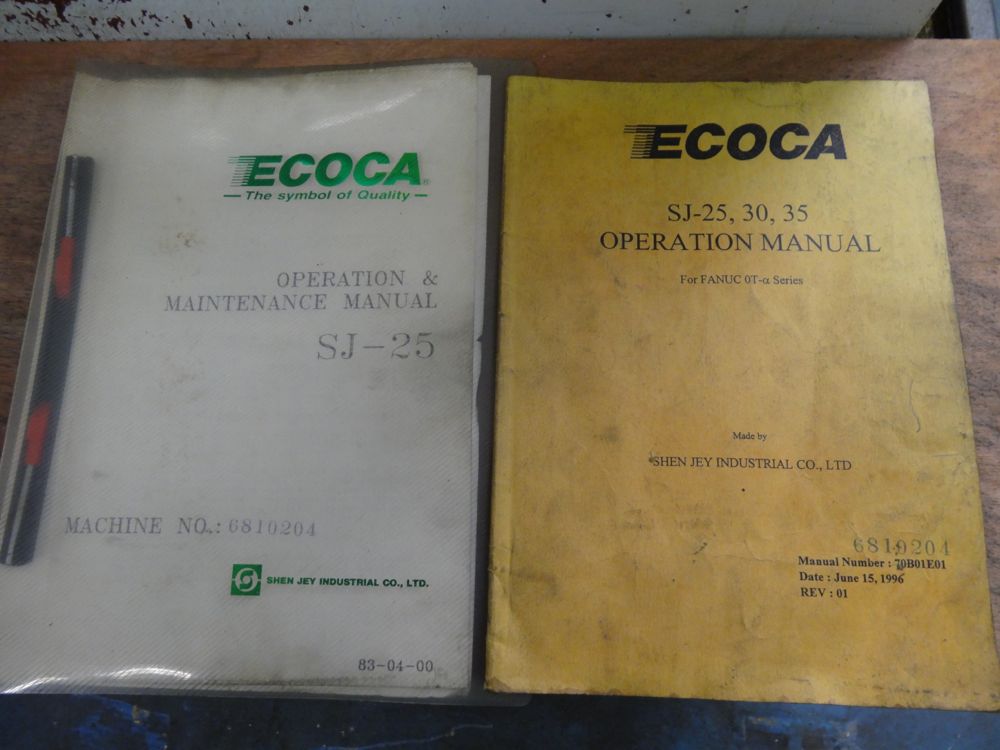 ECOCA®
The symbol of Quality
OPERATION &
MAINTENANCE MANUAL
SJ-25
MACHINE NO.: 6810204
SHEN JEY INDUSTRIAL CO., LTD.
83-04-00
ECOCA
SJ-25, 30, 35
OPERATION MANUAL
For FANUC 0T-α Series
Made by
SHEN JEY INDUSTRIAL CO., LTD
6810204
Manual Number : 70B01E01
Date : June 15, 1996
REV : 01